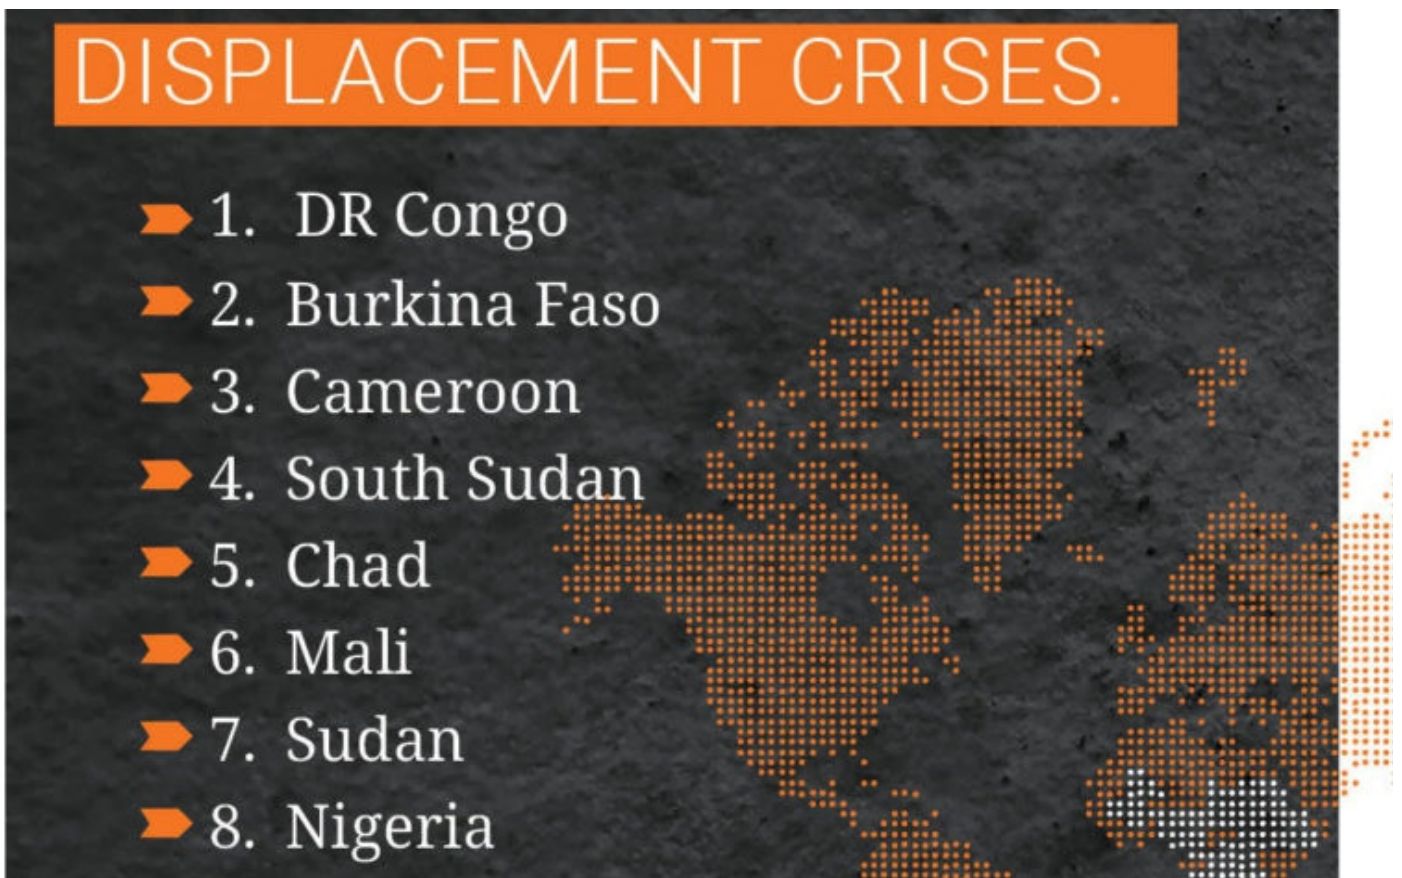 DISPLACEMENT CRISES.
1. DR Congo
2. Burkina Faso
3. Cameroon
4. South Sudan
5. Chad
6. Mali
7. Sudan
8. Nigeria